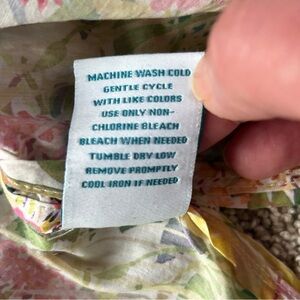 MACHINE WASH COLD
GENTLE CYCLE
WITH LIKE COLORS
USE ONLY NON-
CHLORINE BLEACH
BLEACH WHEN NEEDED
TUMBLE DRY LOW
REMOVE PROMPTLY
COOL IRON IF NEEDED